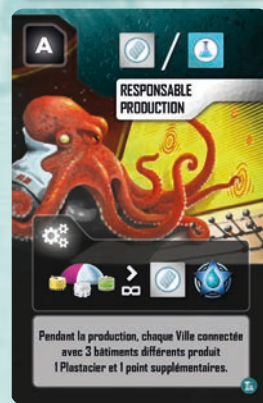 A
/
RESPONSABLE
PRODUCTION
>
∞
Pendant la production, chaque Ville connectée
avec 3 bâtiments différents produit
1 Plastacier et 1 point supplémentaires.